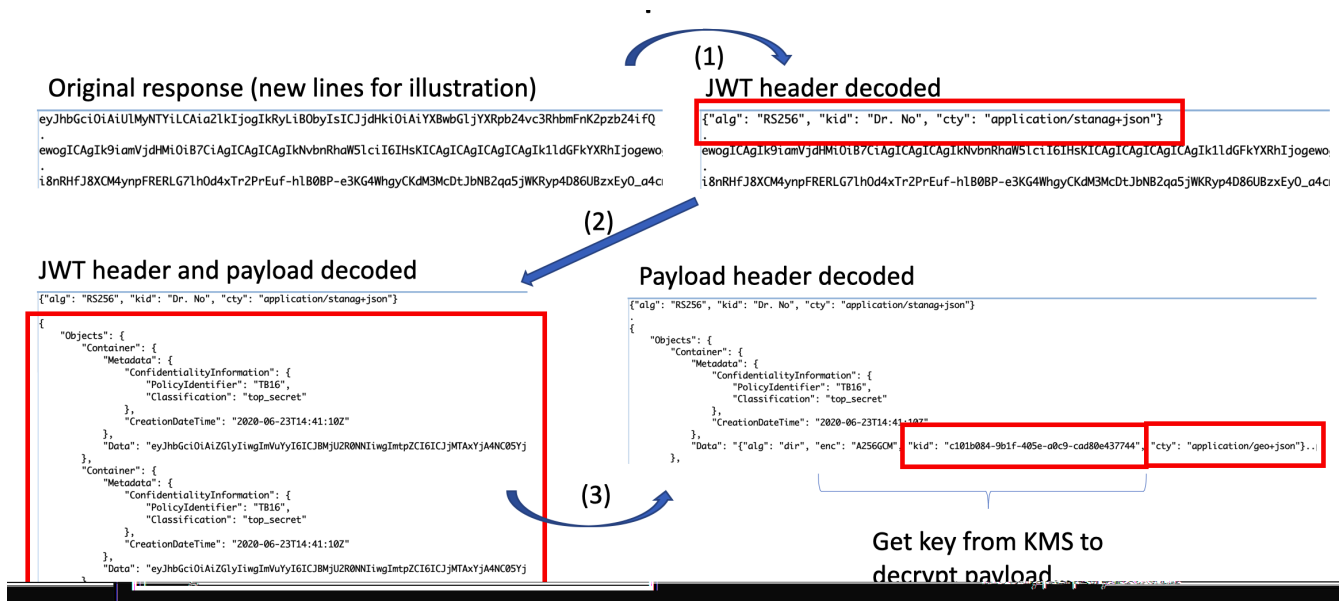 (1)
Original response (new lines for illustration)
eyJhbGciOiAiUlMyNTYiLCAia2lkIjogIkRyLiBObyIsICJjdHkiOiAiYXBwbGljYXRpb24vc3RhbmFnK2pzb24ifQ
.
ewogICAgIk9iamVjdHMiOiB7CiAgICAgICAgIkNvbnRhaW5lciI6IHsKICAgICAgICAgICAgIk1ldGFkYXRhIjogewo
.
i8nRHfJ8XCM4ynpFRERLG7lhOd4xTr2PrEuf-hlB0BP-e3KG4WhgyCKdM3McDtJbNB2qa5jWKRyp4D86UBzxEyO_a4c
JWT header decoded
{"alg": "RS256", "kid": "Dr. No", "cty": "application/stanag+json"}
.
ewogICAgIk9iamVjdHMiOiB7CiAgICAgICAgIkNvbnRhaW5lciI6IHsKICAgICAgICAgICAgIk1ldGFkYXRhIjogewo
.
i8nRHfJ8XCM4ynpFRERLG7lhOd4xTr2PrEuf-hlB0BP-e3KG4WhgyCKdM3McDtJbNB2qa5jWKRyp4D86UBzxEyO_a4c
(2)
JWT header and payload decoded
{"alg": "RS256", "kid": "Dr. No", "cty": "application/stanag+json"}
.
{
"Objects": {
"Container": {
"Metadata": {
"ConfidentialityInformation": {
"PolicyIdentifier": "TB16",
"Classification": "top_secret"
},
"CreationDateTime": "2020-06-23T14:41:10Z"
},
"Data": "eyJhbGciOiAiZGlyIiwgImVuYyI6ICJBMjU2R0NNIiwgImtpZCI6ICJjMTAxYjA4NC05Yj
},
"Container": {
"Metadata": {
"ConfidentialityInformation": {
"PolicyIdentifier": "TB16",
"Classification": "top_secret"
},
"CreationDateTime": "2020-06-23T14:41:10Z"
},
"Data": "eyJhbGciOiAiZGlyIiwgImVuYyI6ICJBMjU2R0NNIiwgImtpZCI6ICJjMTAxYjA4NC05Yj
}
(3)
Payload header decoded
{"alg": "RS256", "kid": "Dr. No", "cty": "application/stanag+json"}
.
{
"Objects": {
"Container": {
"Metadata": {
"ConfidentialityInformation": {
"PolicyIdentifier": "TB16",
"Classification": "top_secret"
},
"CreationDateTime": "2020-06-23T14:41:10Z"
},
"Data": "{"alg": "dir", "enc": "A256GCM", "kid": "c101b084-9b1f-405e-a0c9-cad80e437744", "cty": "application/geo+json"}..
},
Get key from KMS to
decrypt payload